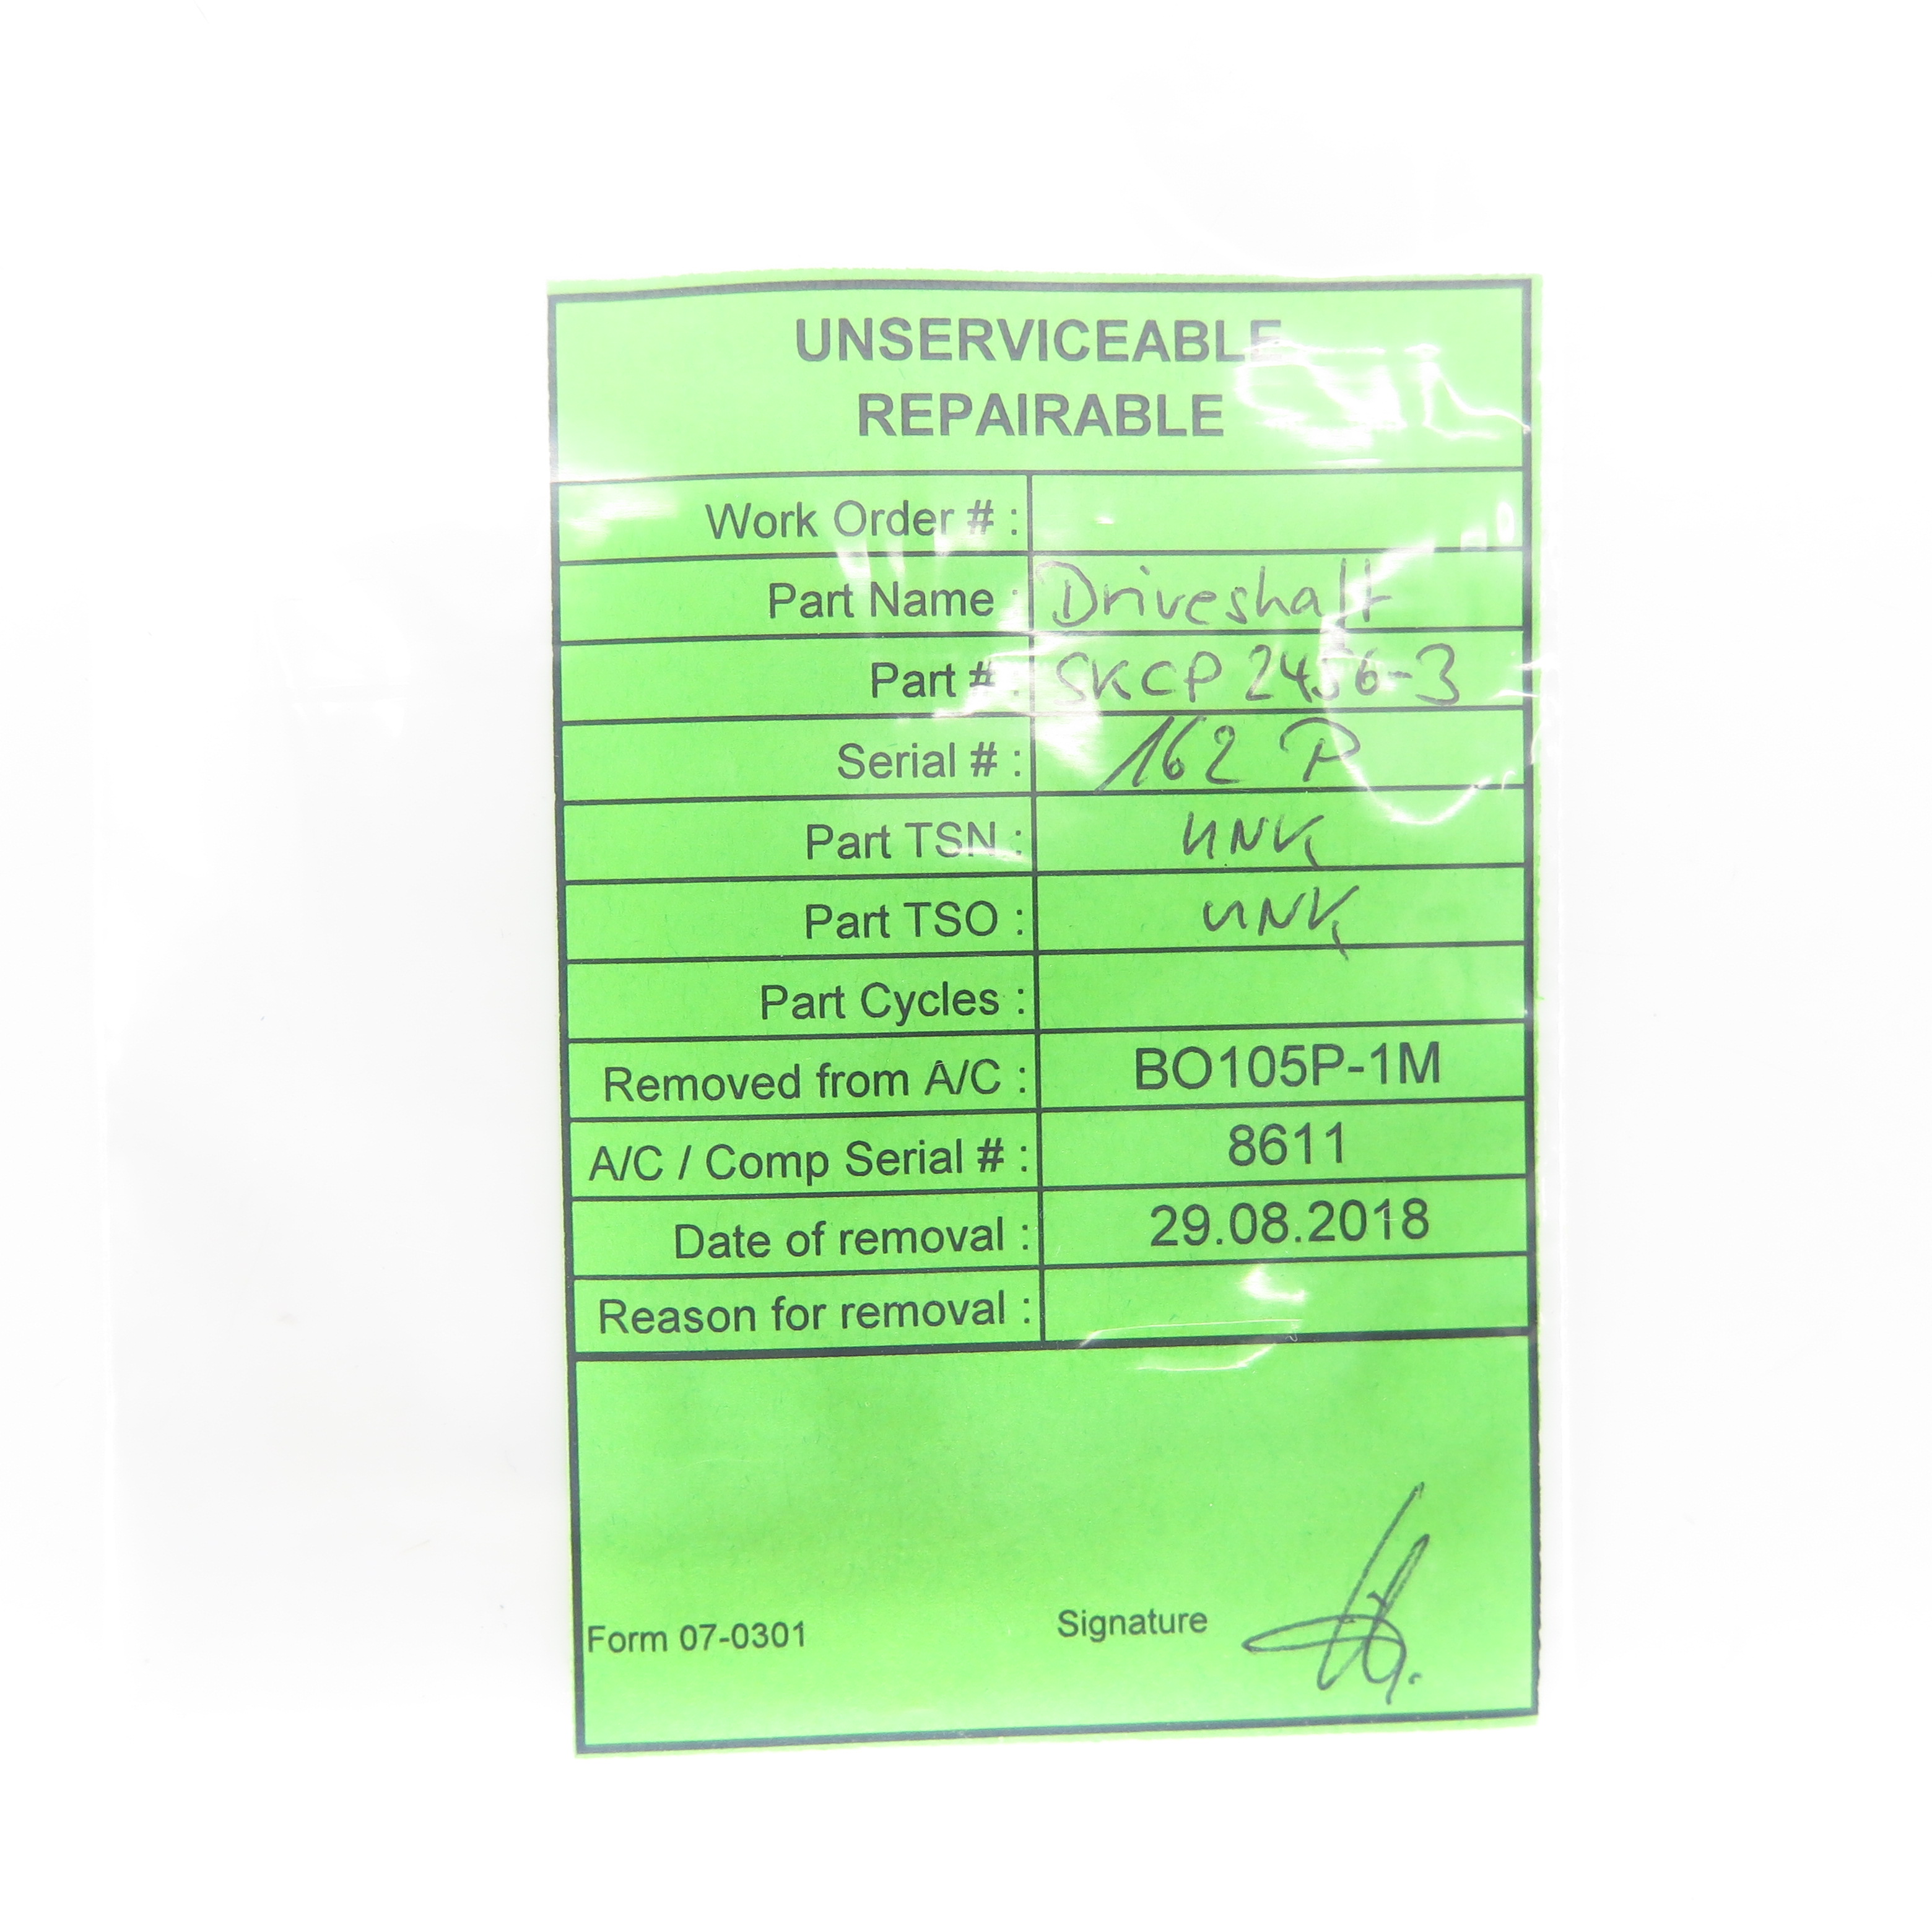 UNSERVICEABLE
REPAIRABLE
Work Order # :
Part Name : Driveshaft
Part # : SKCP 2456-3
Serial # : 162 P
Part TSN : UNK
Part TSO : UNK
Part Cycles :
Removed from A/C : BO105P-1M
A/C / Comp Serial # : 8611
Date of removal : 29.08.2018
Reason for removal :
Form 07-0301 Signature